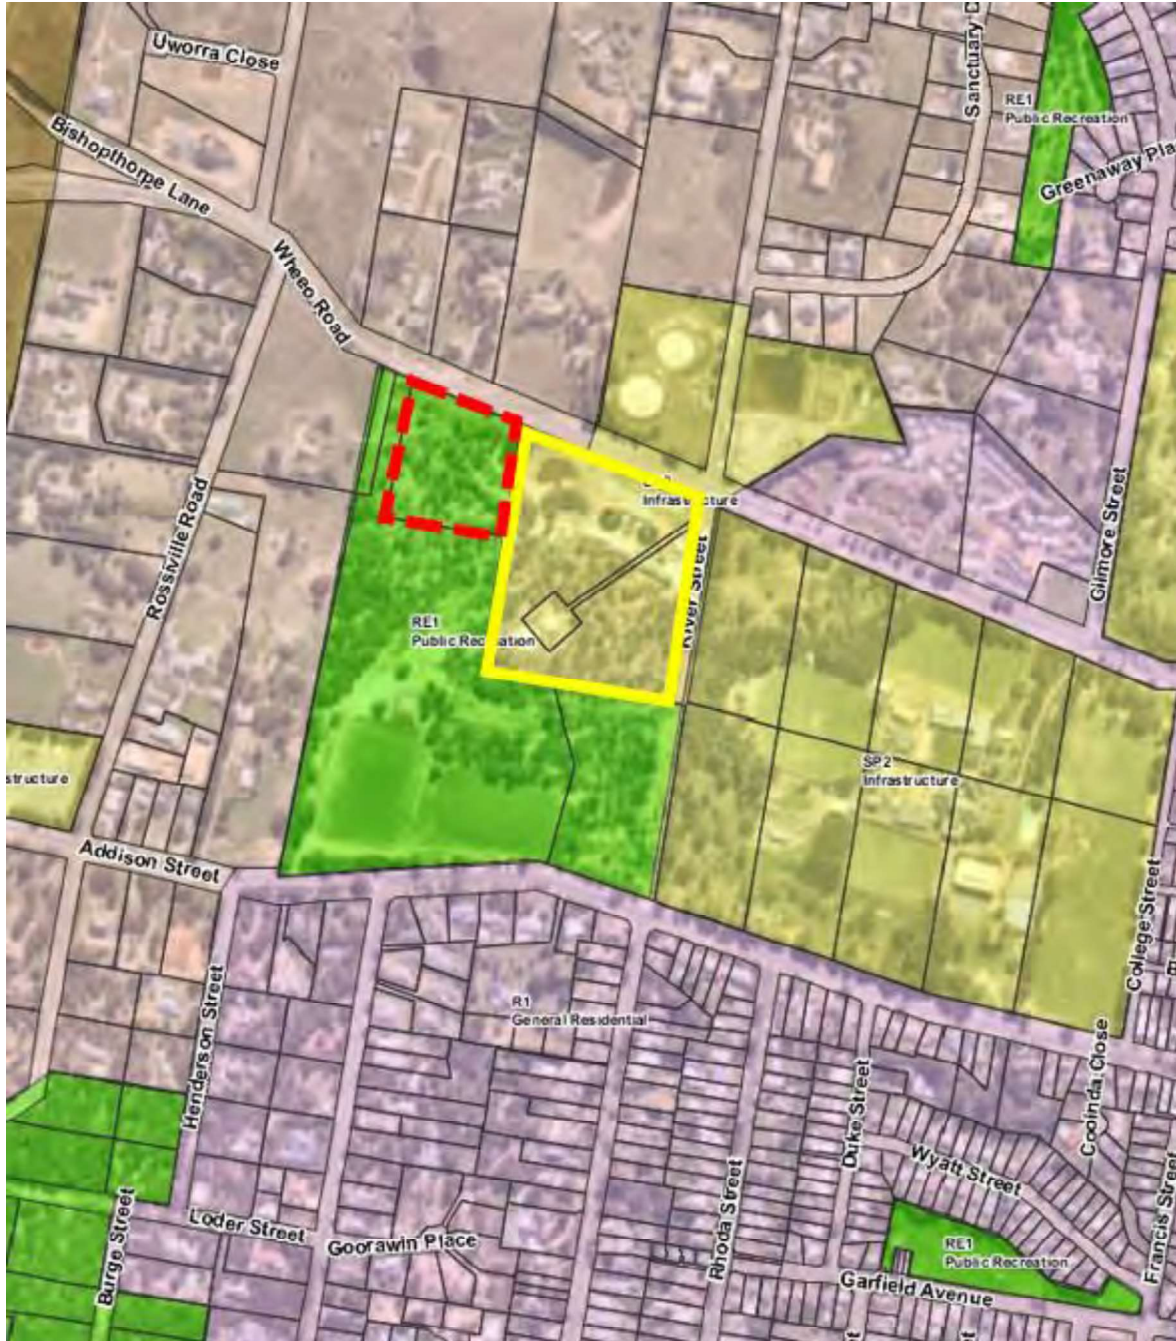 Uworra Close
Sanctuary D
RE1
Public Recreation
Bishopthorpe Lane
Greenaway Pla
Wheeo Road
Infrastructure
Gilmore Street
Rossiville Road
River Street
RE1
Public Recreation
SP2
Infrastructure
structure
Addison Street
College Street
R1
General Residential
Henderson Street
Cooinda Close
Duke Street
Wyatt Street
Francis Street
Rhoda Street
Burge Street
Loder Street
Goorawin Place
RE1
Public Recreation
Garfield Avenue